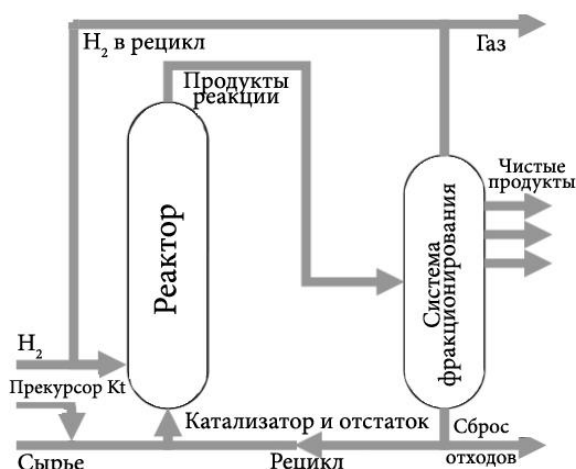 H₂ в рецикл
Газ
Продукты
реакции
Чистые
продукты
Реактор
Система
фракционирования
H₂
Прекурсор Kt
Катализатор и отстаток
Сброс
отходов
Сырье
Рецикл